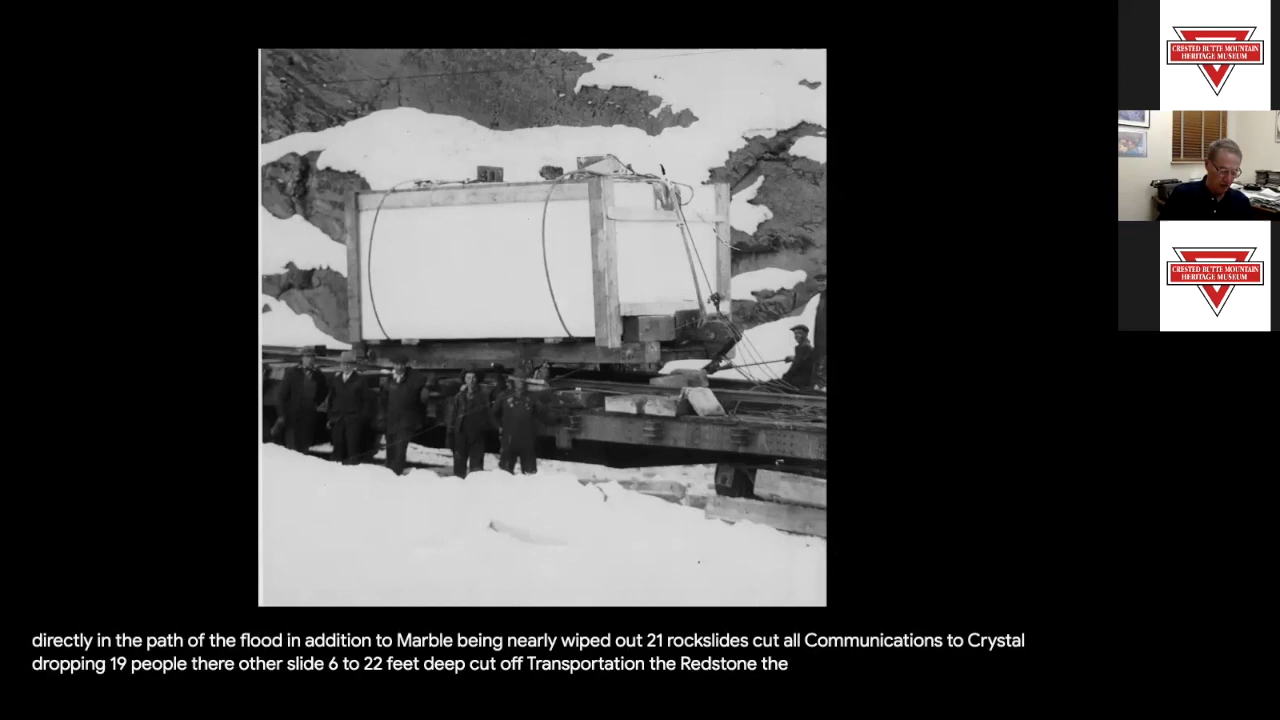 CRESTED BUTTE MOUNTAIN
HERITAGE MUSEUM
CRESTED BUTTE MOUNTAIN
HERITAGE MUSEUM
directly in the path of the flood in addition to Marble being nearly wiped out 21 rockslides cut all Communications to Crystal
dropping 19 people there other slide 6 to 22 feet deep cut off Transportation the Redstone the